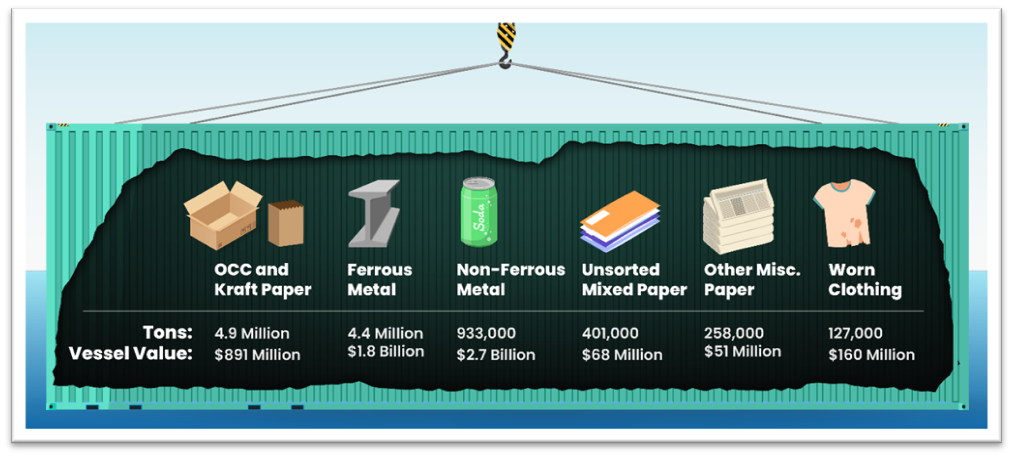 Soda
OCC and
Kraft Paper
Ferrous
Metal
Non-Ferrous
Metal
Unsorted
Mixed Paper
Other Misc.
Paper
Worn
Clothing
Tons: 4.9 Million 4.4 Million 933,000 401,000 258,000 127,000
Vessel Value: $891 Million $1.8 Billion $2.7 Billion $68 Million $51 Million $160 Million